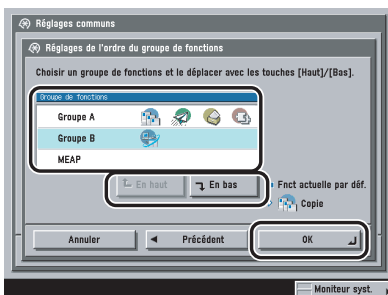 Réglages communs
Réglages de l'ordre du groupe de fonctions
Choisir un groupe de fonctions et le déplacer avec les touches [Haut]/[Bas].
Groupe de fonctions
Groupe A
Groupe B
MEAP
En haut
En bas
Fnct actuelle par déf.
Copie
Annuler
Précédent
OK
Moniteur syst.